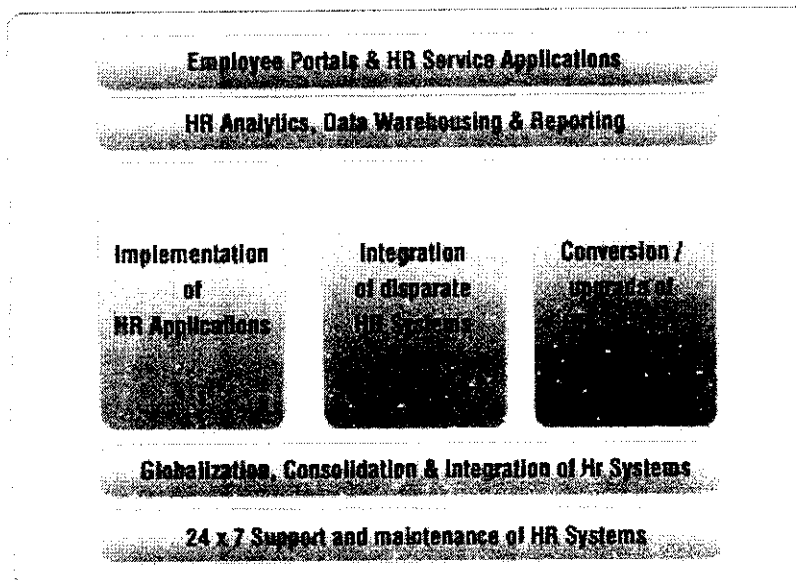 Employee Portals & HR Service Applications
HR Analytics, Data Warehousing & Reporting
Implementation
of
HR Applications
Integration
of disparate
HR Systems
Conversion /
upgrade of
Globalization, Consolidation & Integration of Hr Systems
24 x 7 Support and maintenance of HR Systems